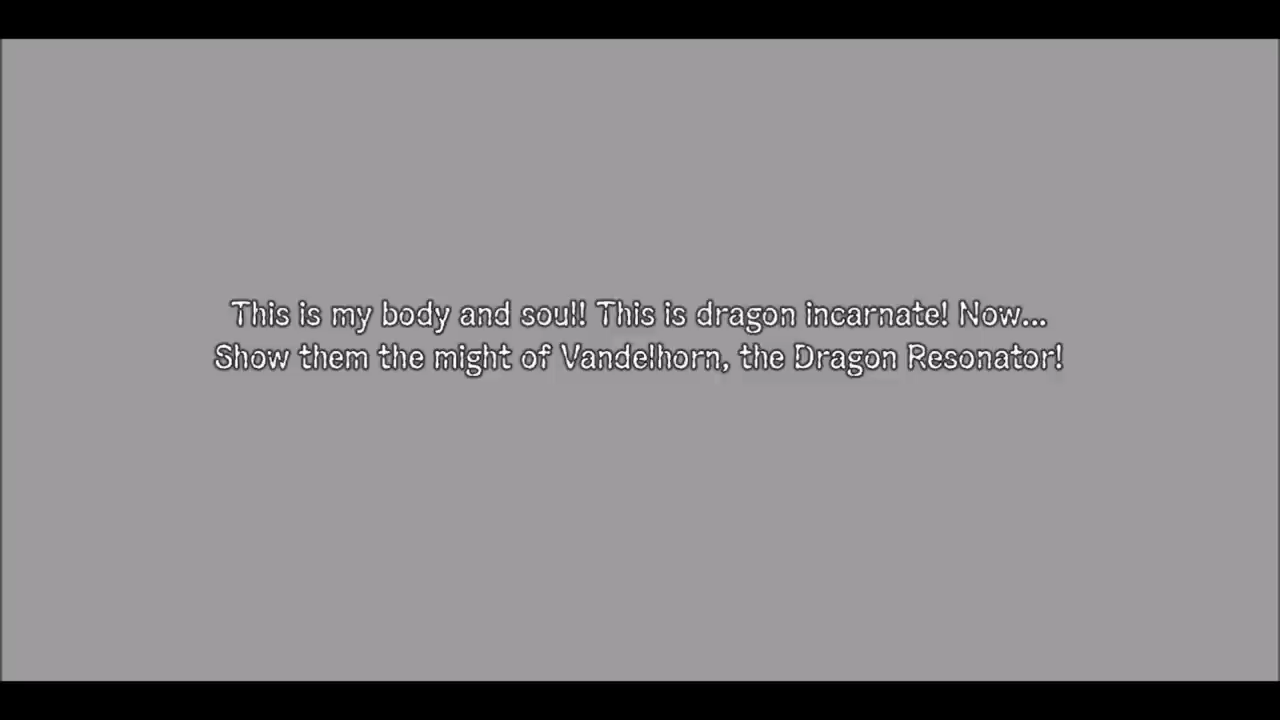 This is my body and soul! This is dragon incarnate! Now...
Show them the might of Vandelhorn, the Dragon Resonator!